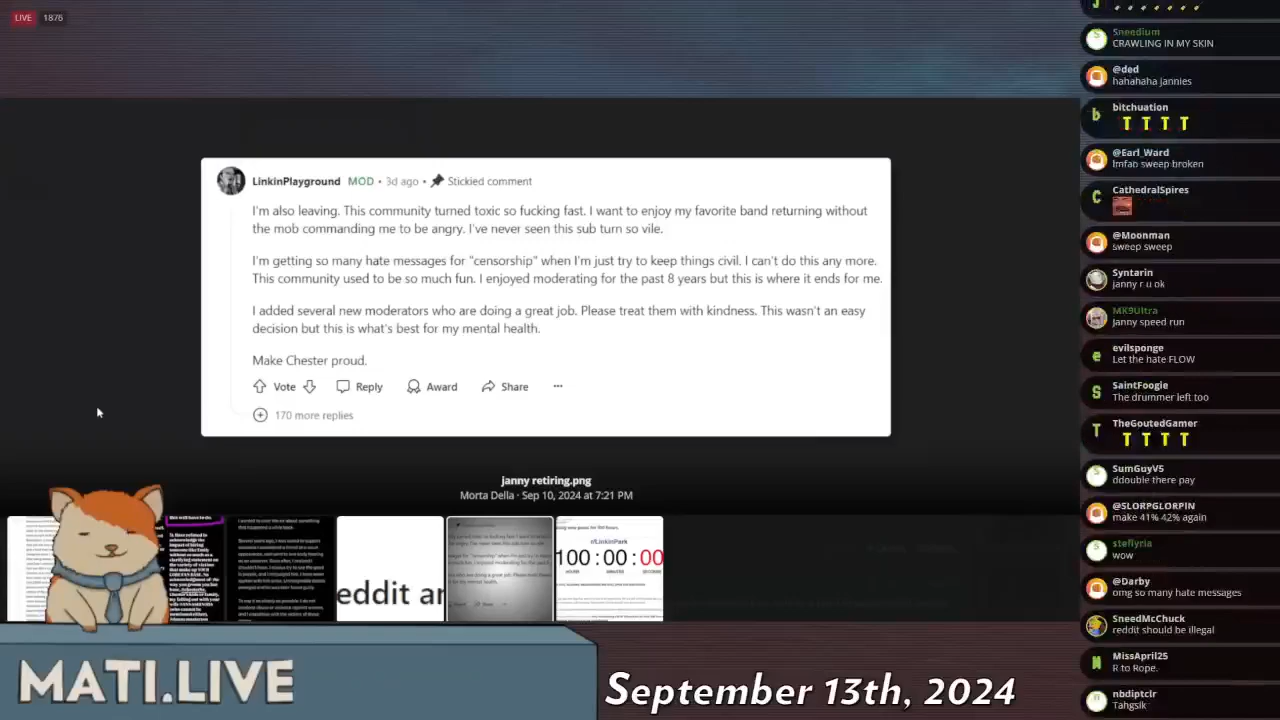 LIVE 1876
LinkinPlayground MOD • 3d ago • Stickied comment
I'm also leaving. This community turned toxic so fucking fast. I want to enjoy my favorite band returning without
the mob commanding me to be angry. I've never seen this sub turn so vile.
I'm getting so many hate messages for "censorship" when I'm just try to keep things civil. I can't do this any more.
This community used to be so much fun. I enjoyed moderating for the past 8 years but this is where it ends for me.
I added several new moderators who are doing a great job. Please treat them with kindness. This wasn't an easy
decision but this is what's best for my mental health.
Make Chester proud.
Vote Reply Award Share ...
170 more replies
janny retiring.png
Morta Della · Sep 10, 2024 at 7:21 PM
eddit ar
r/LinkinPark
100:00:00
MATI.LIVE
September 13th, 2024
Sneedium
CRAWLING IN MY SKIN
@ded
hahahaha jannies
bitchuation
T T T T
@Earl_Ward
lmfao sweep broken
CathedralSpires
@Moonman
sweep sweep
Syntarin
janny r u ok
MK9Ultra
Janny speed run
evilsponge
Let the hate FLOW
SaintFoogie
The drummer left too
TheGoutedGamer
T T T T
SumGuyV5
ddouble there pay
@SLORPGLORPIN
make 41% 42% again
steflyria
wow
@Darby
omg so many hate messages
SneedMcChuck
reddit should be illegal
MissApril25
R to Rope.
nbdiptclr
Tahgsik